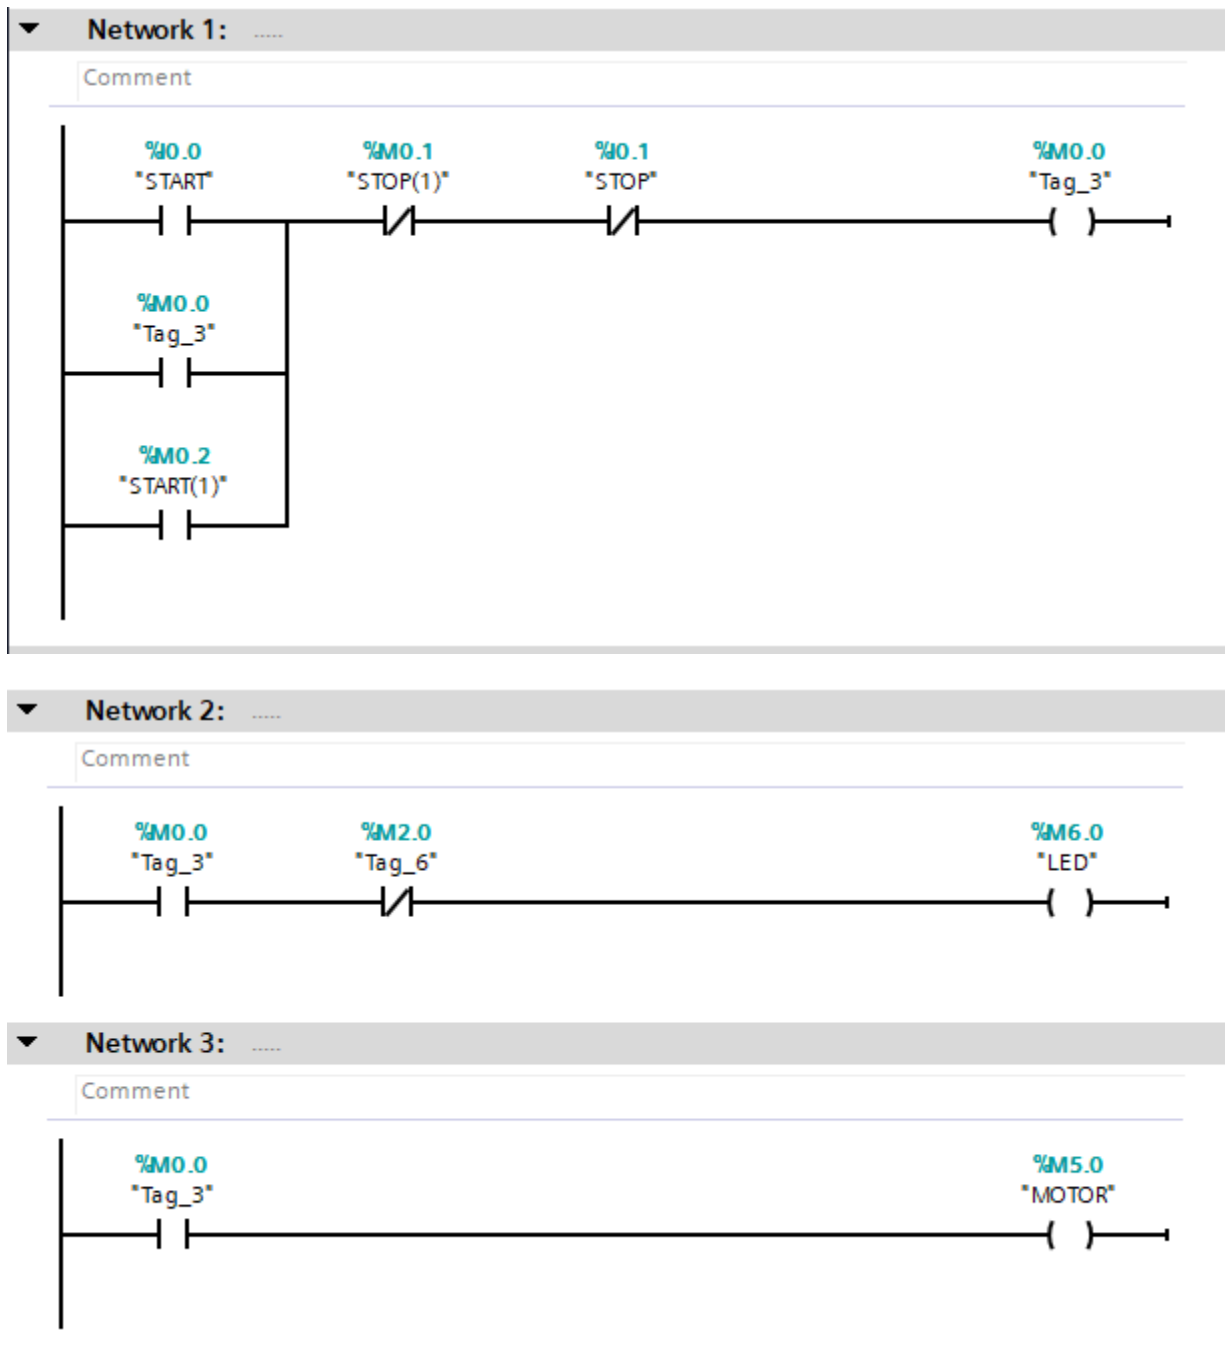 Network 1: .....
Comment
%I0.0 %M0.1 %I0.1 %M0.0
"START" "STOP(1)" "STOP" "Tag_3"
%M0.0
"Tag_3"
%M0.2
"START(1)"
Network 2: .....
Comment
%M0.0 %M2.0 %M6.0
"Tag_3" "Tag_6" "LED"
Network 3: .....
Comment
%M0.0 %M5.0
"Tag_3" "MOTOR"